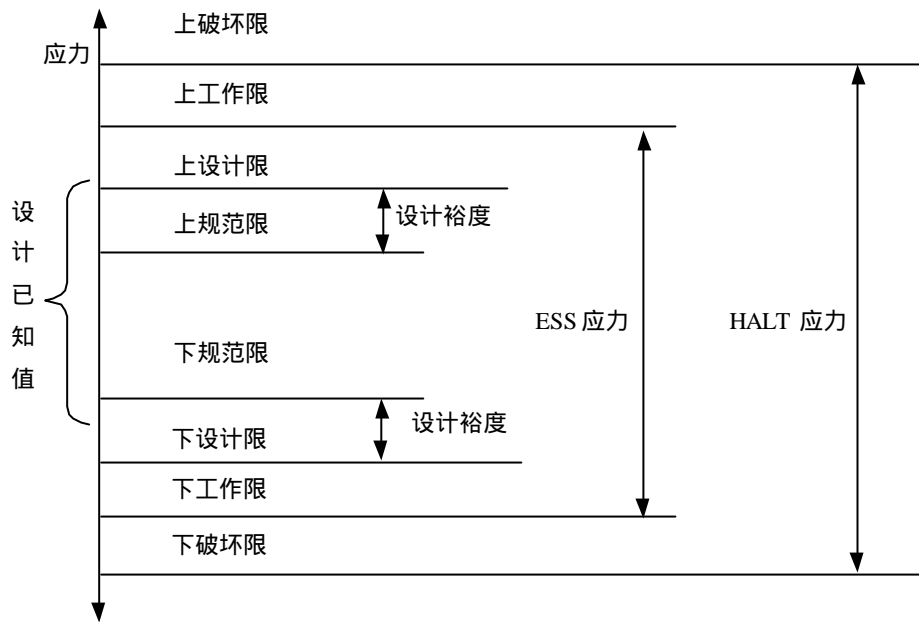 上破坏限
应力
上工作限
上设计限
设计裕度
上规范限
设计已知值
ESS 应力
HALT 应力
下规范限
设计裕度
下设计限
下工作限
下破坏限